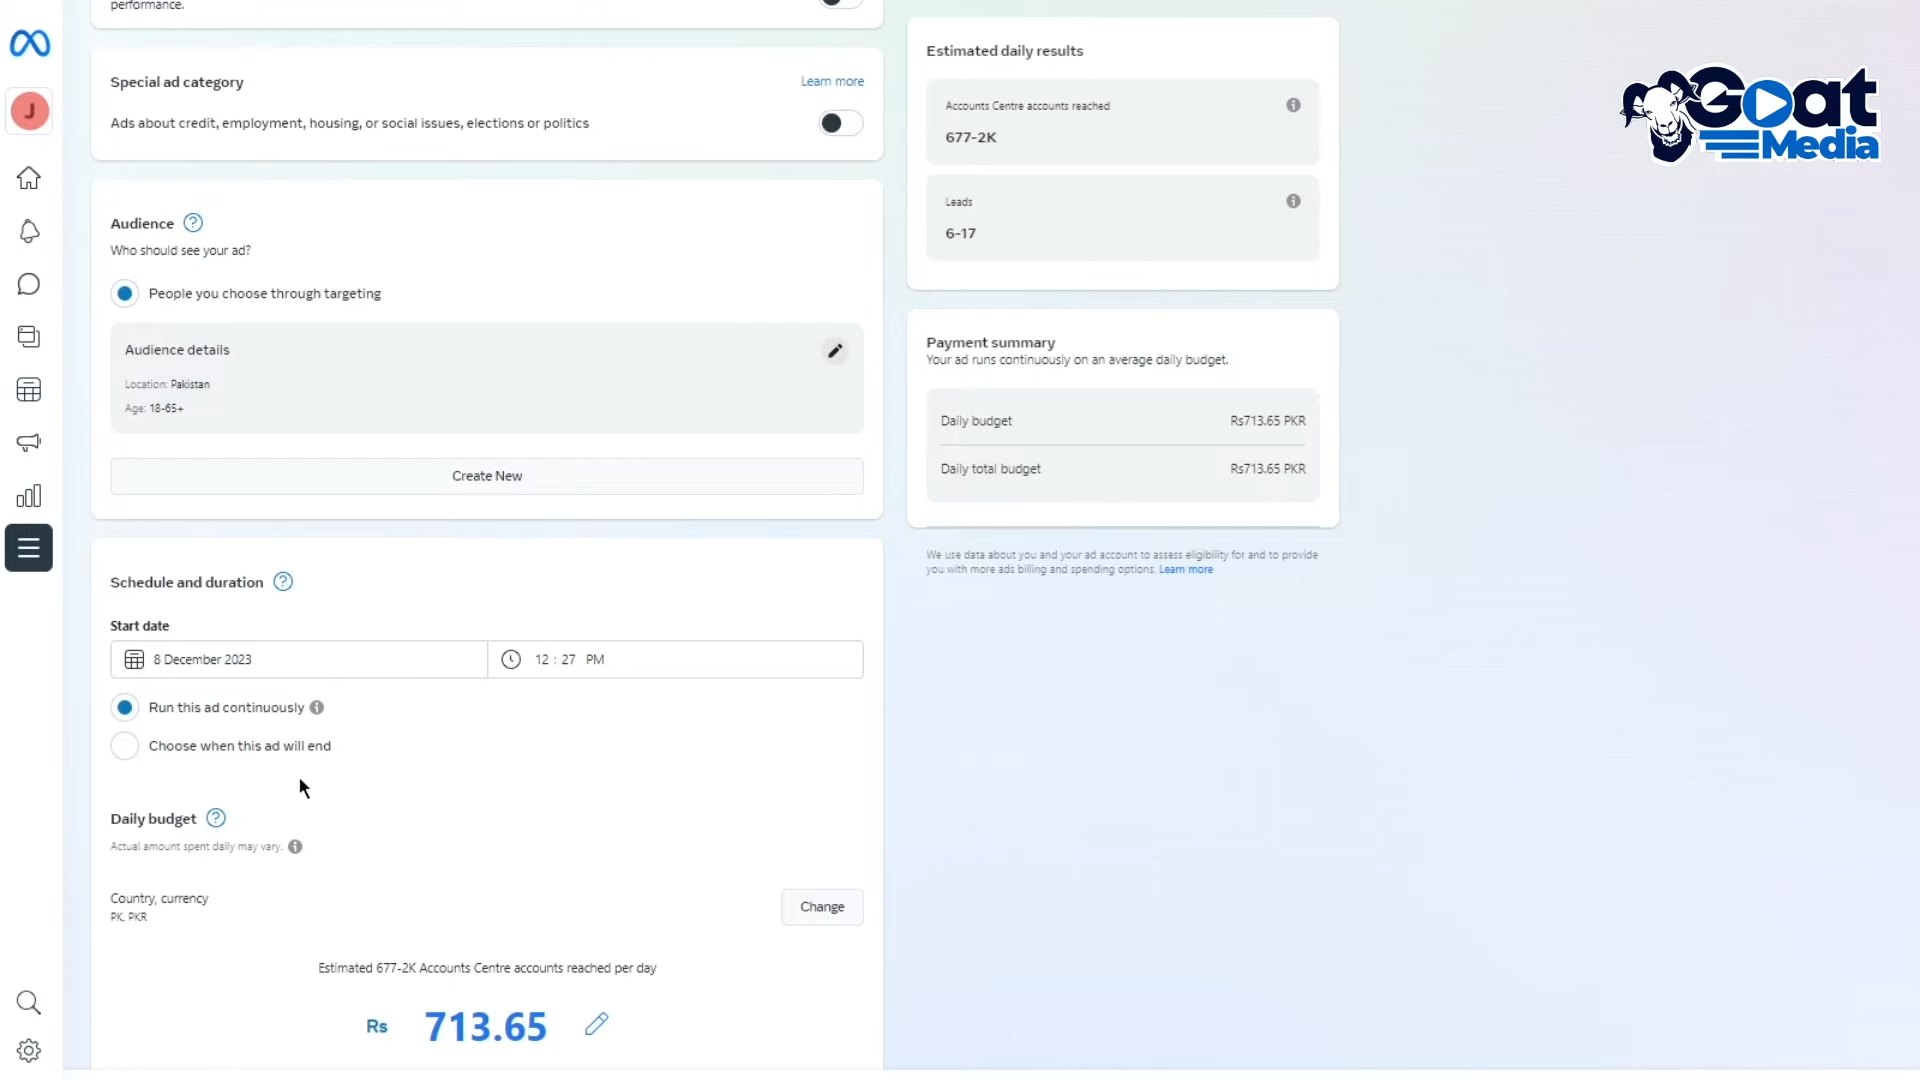 performance.
Special ad category
Learn more
Ads about credit, employment, housing, or social issues, elections or politics
Audience
Who should see your ad?
People you choose through targeting
Audience details
Location: Pakistan
Age: 18-65+
Create New
Schedule and duration
Start date
8 December 2023
12 : 27 PM
Run this ad continuously
Choose when this ad will end
Daily budget
Actual amount spent daily may vary.
Country, currency
PK, PKR
Change
Estimated 677-2K Accounts Centre accounts reached per day
Rs 713.65
Estimated daily results
Accounts Centre accounts reached
677-2K
Leads
6-17
Payment summary
Your ad runs continuously on an average daily budget.
Daily budget Rs713.65 PKR
Daily total budget Rs713.65 PKR
We use data about you and your ad account to assess eligibility for and to provide
you with more ads billing and spending options. Learn more
J
Goat
Media